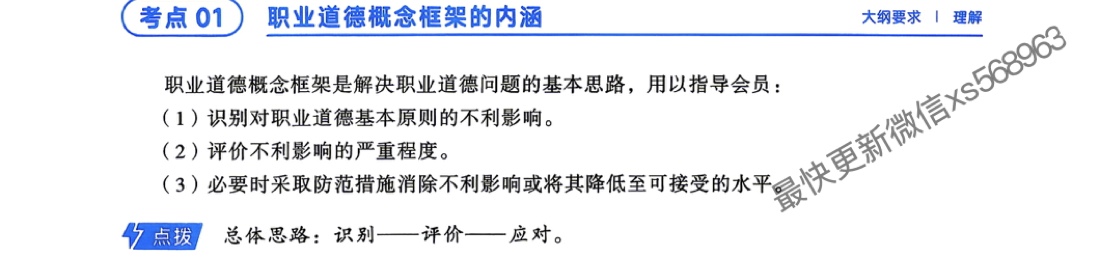 考点 01 职业道德概念框架的内涵 大纲要求 | 理解
职业道德概念框架是解决职业道德问题的基本思路，用以指导会员：
（1）识别对职业道德基本原则的不利影响。
（2）评价不利影响的严重程度。
（3）必要时采取防范措施消除不利影响或将其降低至可接受的水平。
点拨 总体思路：识别——评价——应对。
最快更新微信xs568963